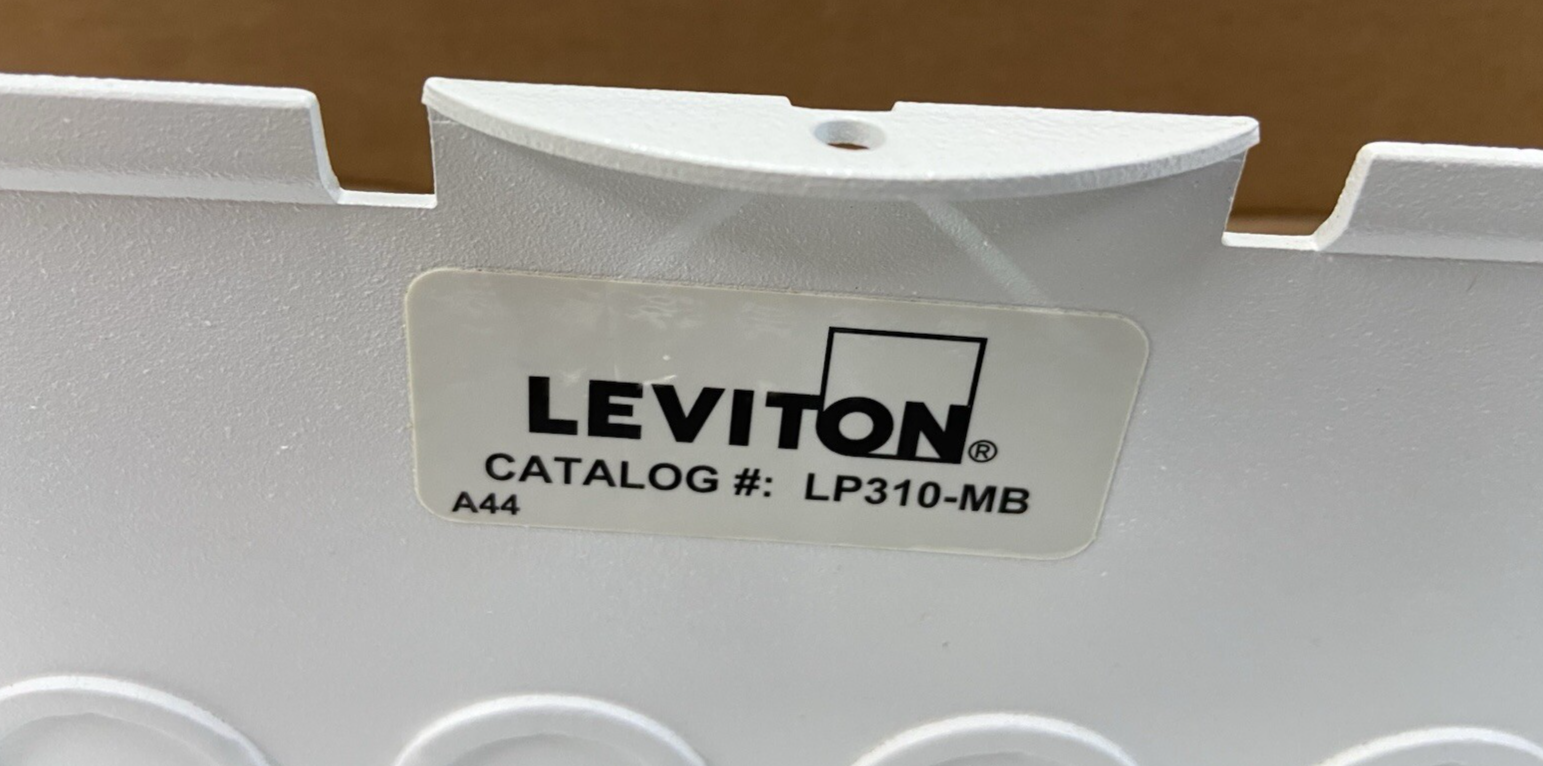 LEVITON®
CATALOG #: LP310-MB
A44